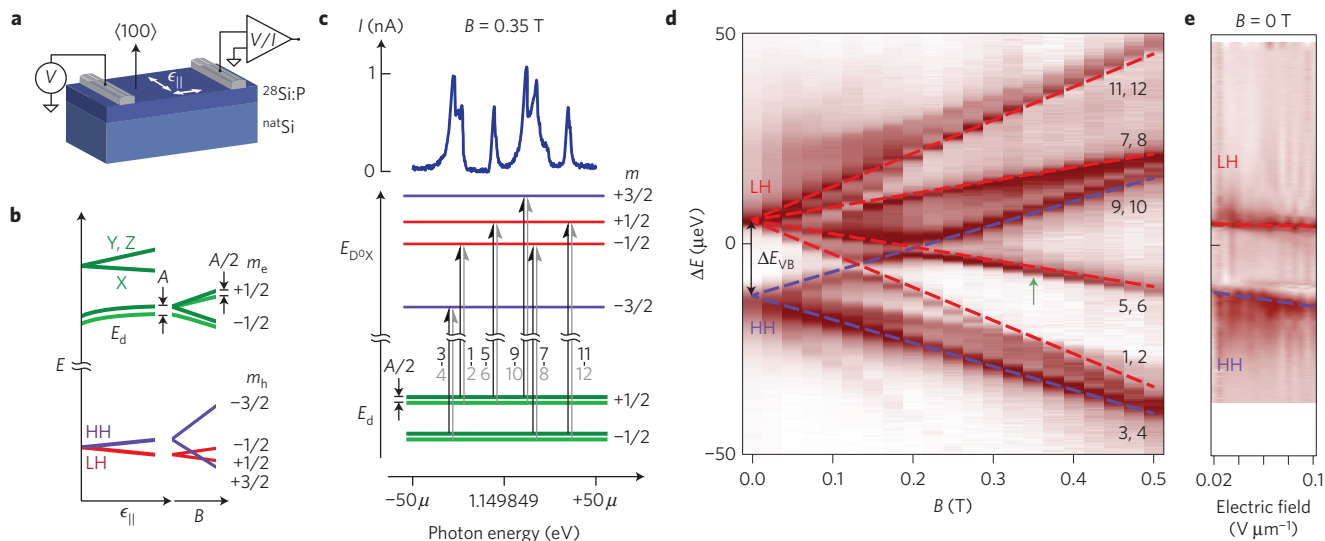 a
⟨100⟩
V
V/I
ϵ||
28Si:P
natSi
b
E
Y, Z
X
A
A/2
me
+1/2
−1/2
Ed
mh
−3/2
HH
LH
−1/2
+1/2
+3/2
ϵ||
B
c
I (nA)
B = 0.35 T
1
0
m
+3/2
+1/2
−1/2
−3/2
ED0X
3
4
1
2
5
6
9
10
7
8
11
12
A/2
Ed
+1/2
−1/2
−50 μ
1.149849
+50 μ
Photon energy (eV)
d
50
0
−50
ΔE (μeV)
LH
ΔEVB
HH
11, 12
7, 8
9, 10
5, 6
1, 2
3, 4
0.0
0.1
0.2
0.3
0.4
0.5
B (T)
e
B = 0 T
LH
HH
0.02
0.1
Electric field
(V μm−1)